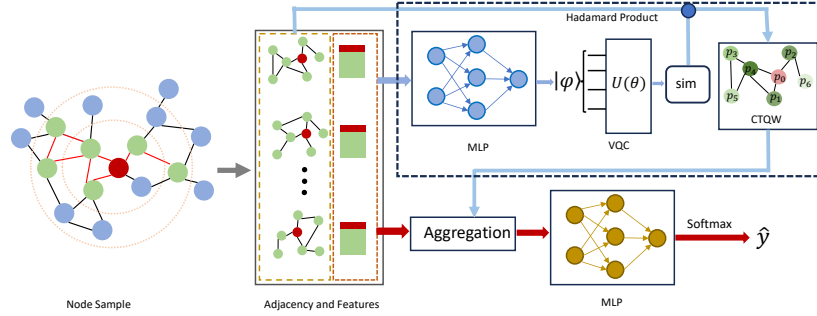 Hadamard Product
MLP
|φ⟩
U(θ)
VQC
sim
p₃
p₂
p₄
p₀
p₆
p₅
p₁
CTQW
Aggregation
Softmax
ŷ
MLP
Node Sample
Adjacency and Features